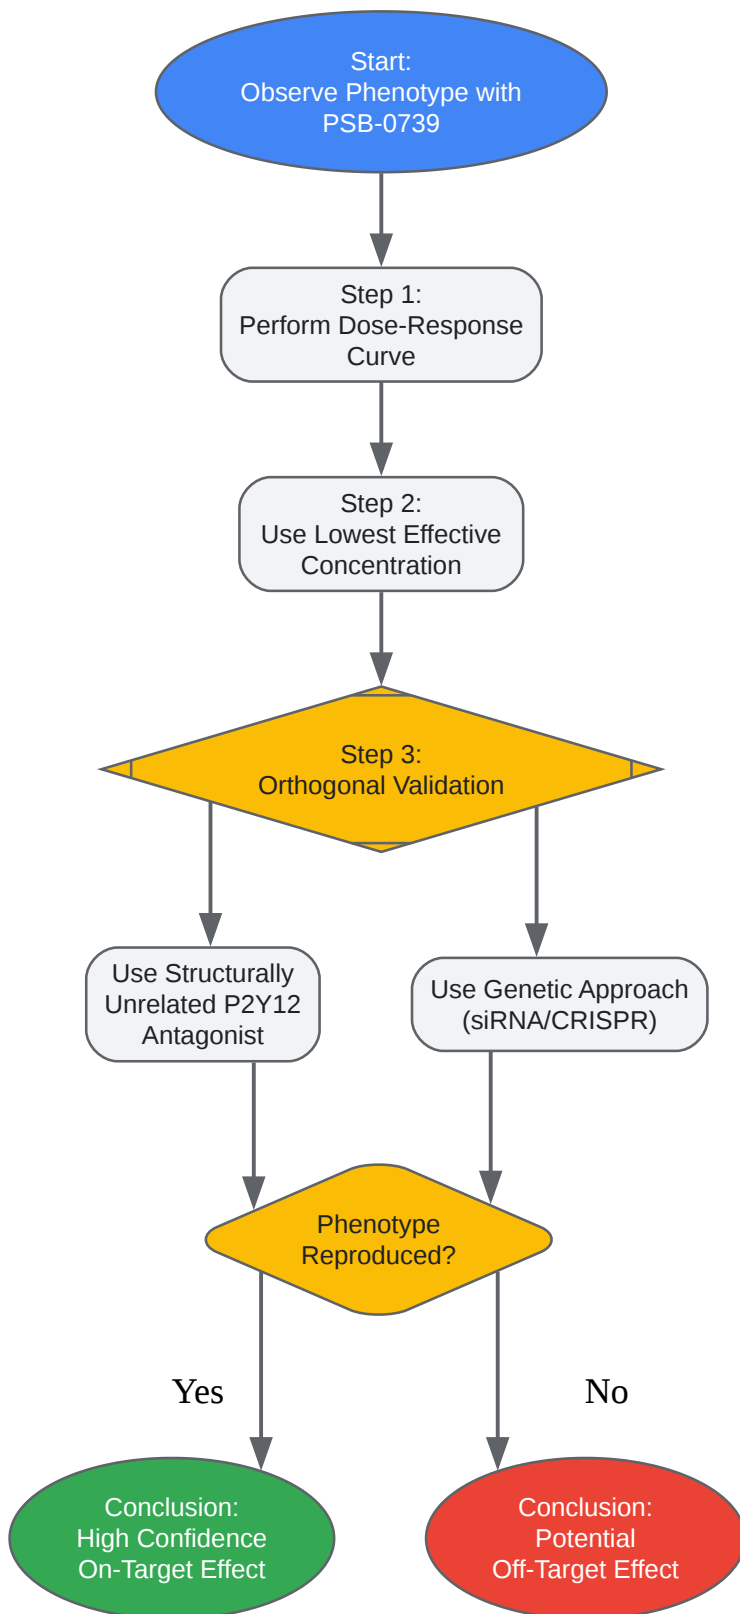 Start:
Observe Phenotype with
PSB-0739
Step 1:
Perform Dose-Response
Curve
Step 2:
Use Lowest Effective
Concentration
Step 3:
Orthogonal Validation
Use Structurally
Unrelated P2Y12
Antagonist
Use Genetic Approach
(siRNA/CRISPR)
Phenotype
Reproduced?
Yes
No
Conclusion:
High Confidence
On-Target Effect
Conclusion:
Potential
Off-Target Effect